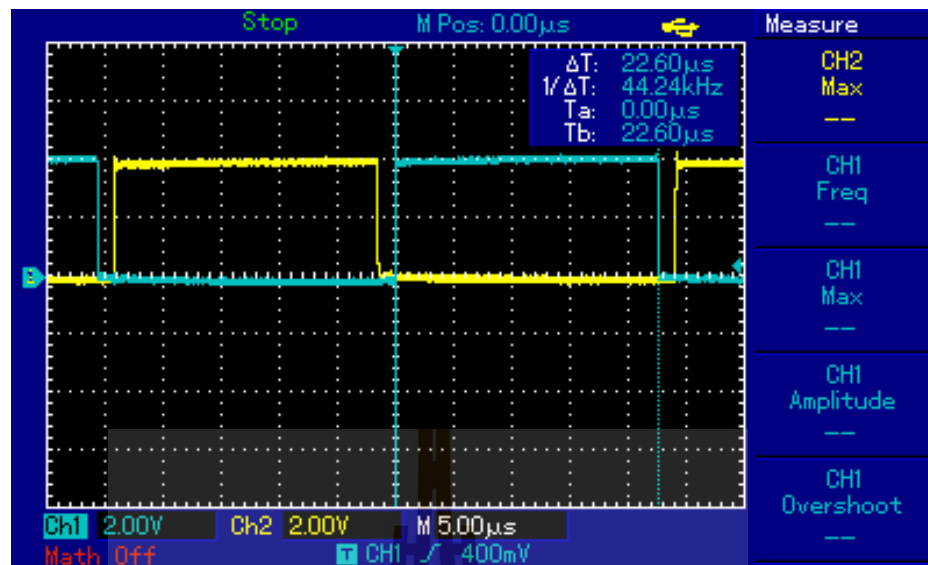 Stop M Pos: 0.00μs Measure
ΔT: 22.60μs
1/ΔT: 44.24kHz
Ta: 0.00μs
Tb: 22.60μs
CH2
Max
--
CH1
Freq
--
CH1
Max
--
CH1
Amplitude
--
CH1
Overshoot
--
Ch1 2.00V Ch2 2.00V M 5.00μs
Math Off T CH1 400mV